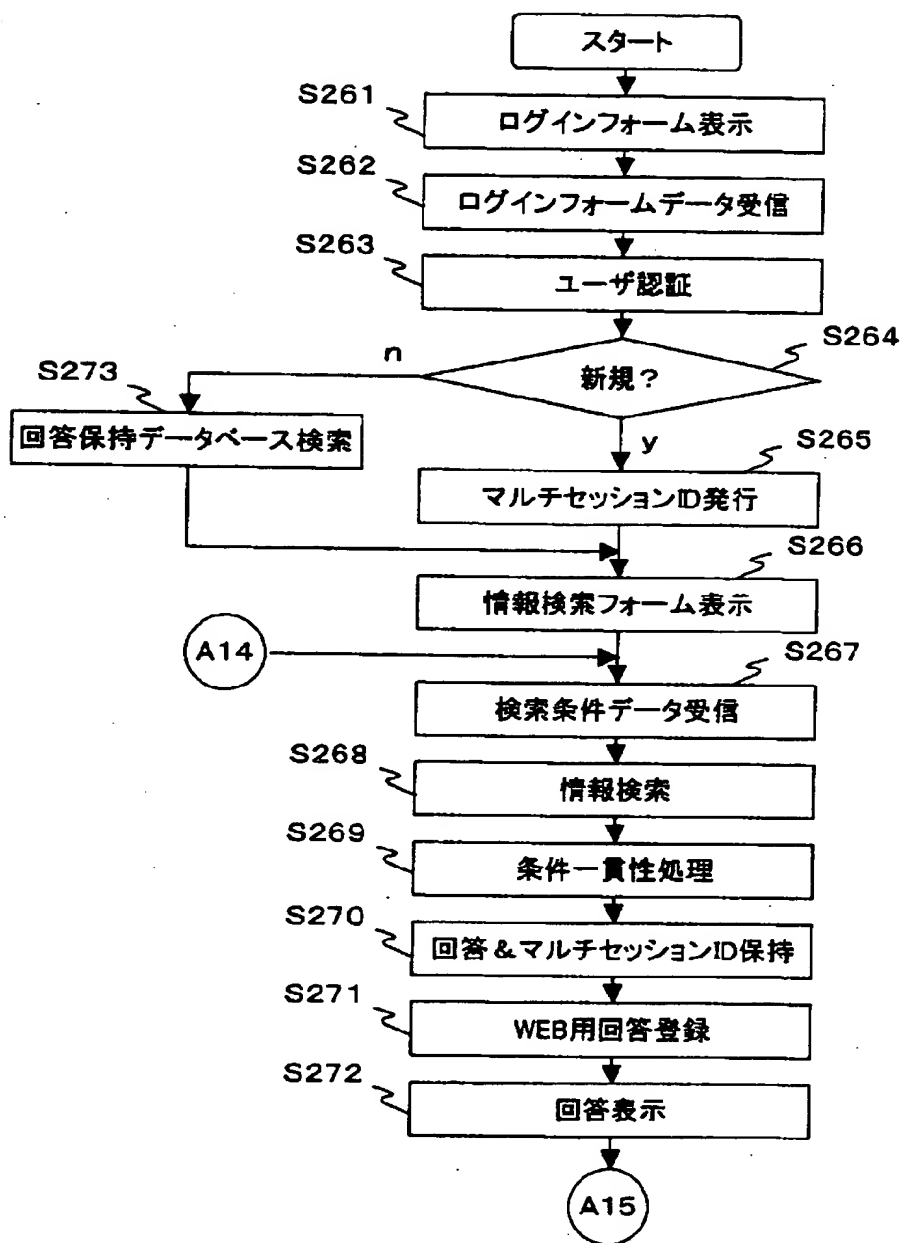 スタート
S261
ログインフォーム表示
S262
ログインフォームデータ受信
S263
ユーザ認証
S264
新規?
n
y
S273
回答保持データベース検索
S265
マルチセッションID発行
S266
情報検索フォーム表示
A14
S267
検索条件データ受信
S268
情報検索
S269
条件一貫性処理
S270
回答&マルチセッションID保持
S271
WEB用回答登録
S272
回答表示
A15